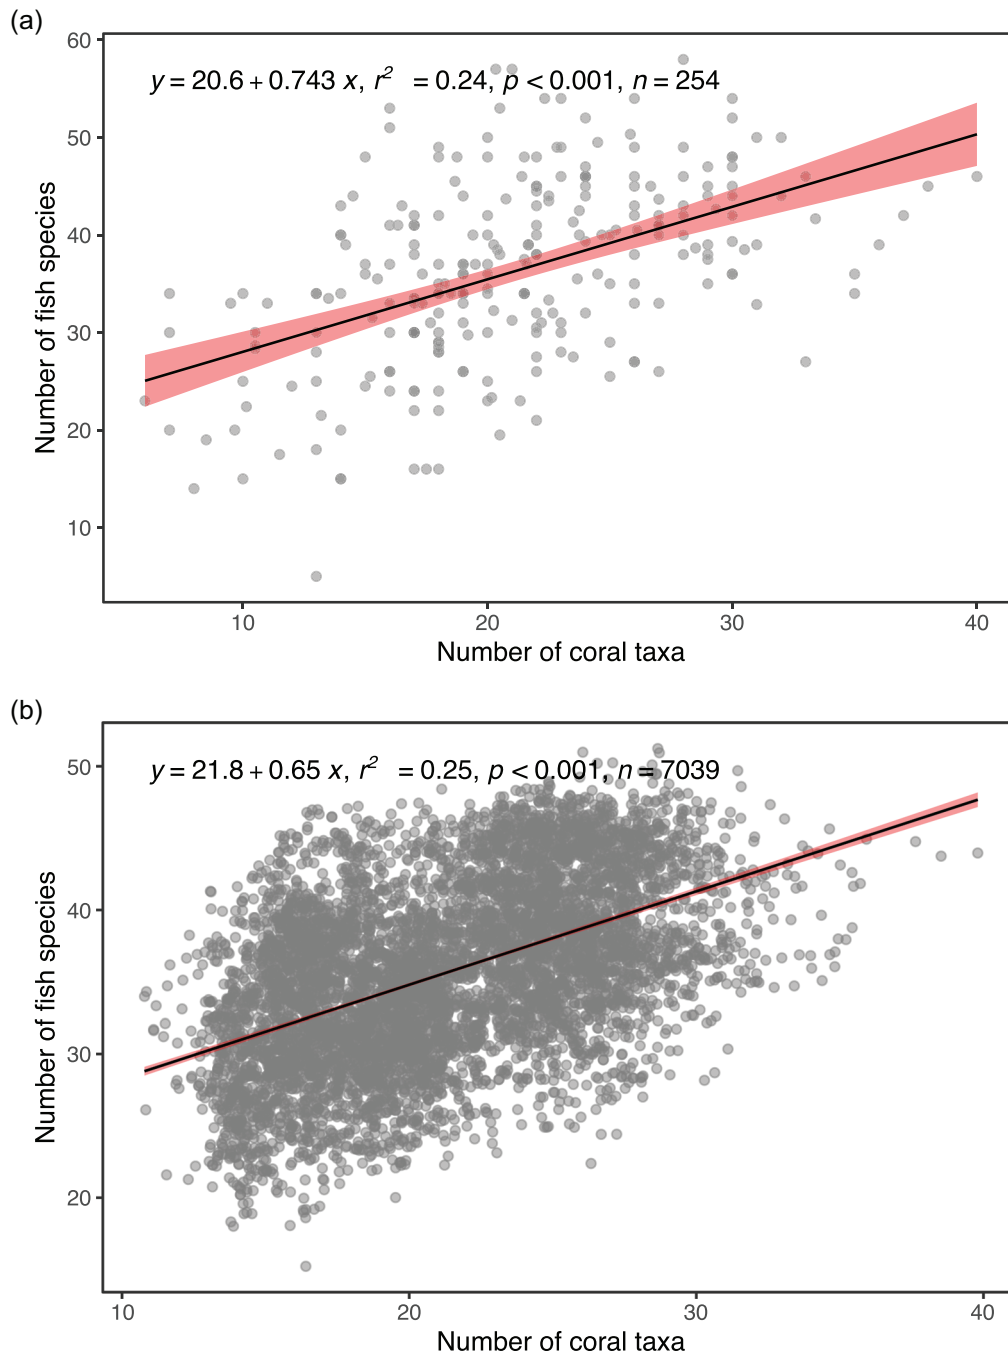 (a)
60
50
40
30
20
10
y = 20.6 + 0.743 x, r² = 0.24, p < 0.001, n = 254
Number of fish species
10 20 30 40
Number of coral taxa
(b)
50
40
30
20
y = 21.8 + 0.65 x, r² = 0.25, p < 0.001, n = 7039
Number of fish species
10 20 30 40
Number of coral taxa